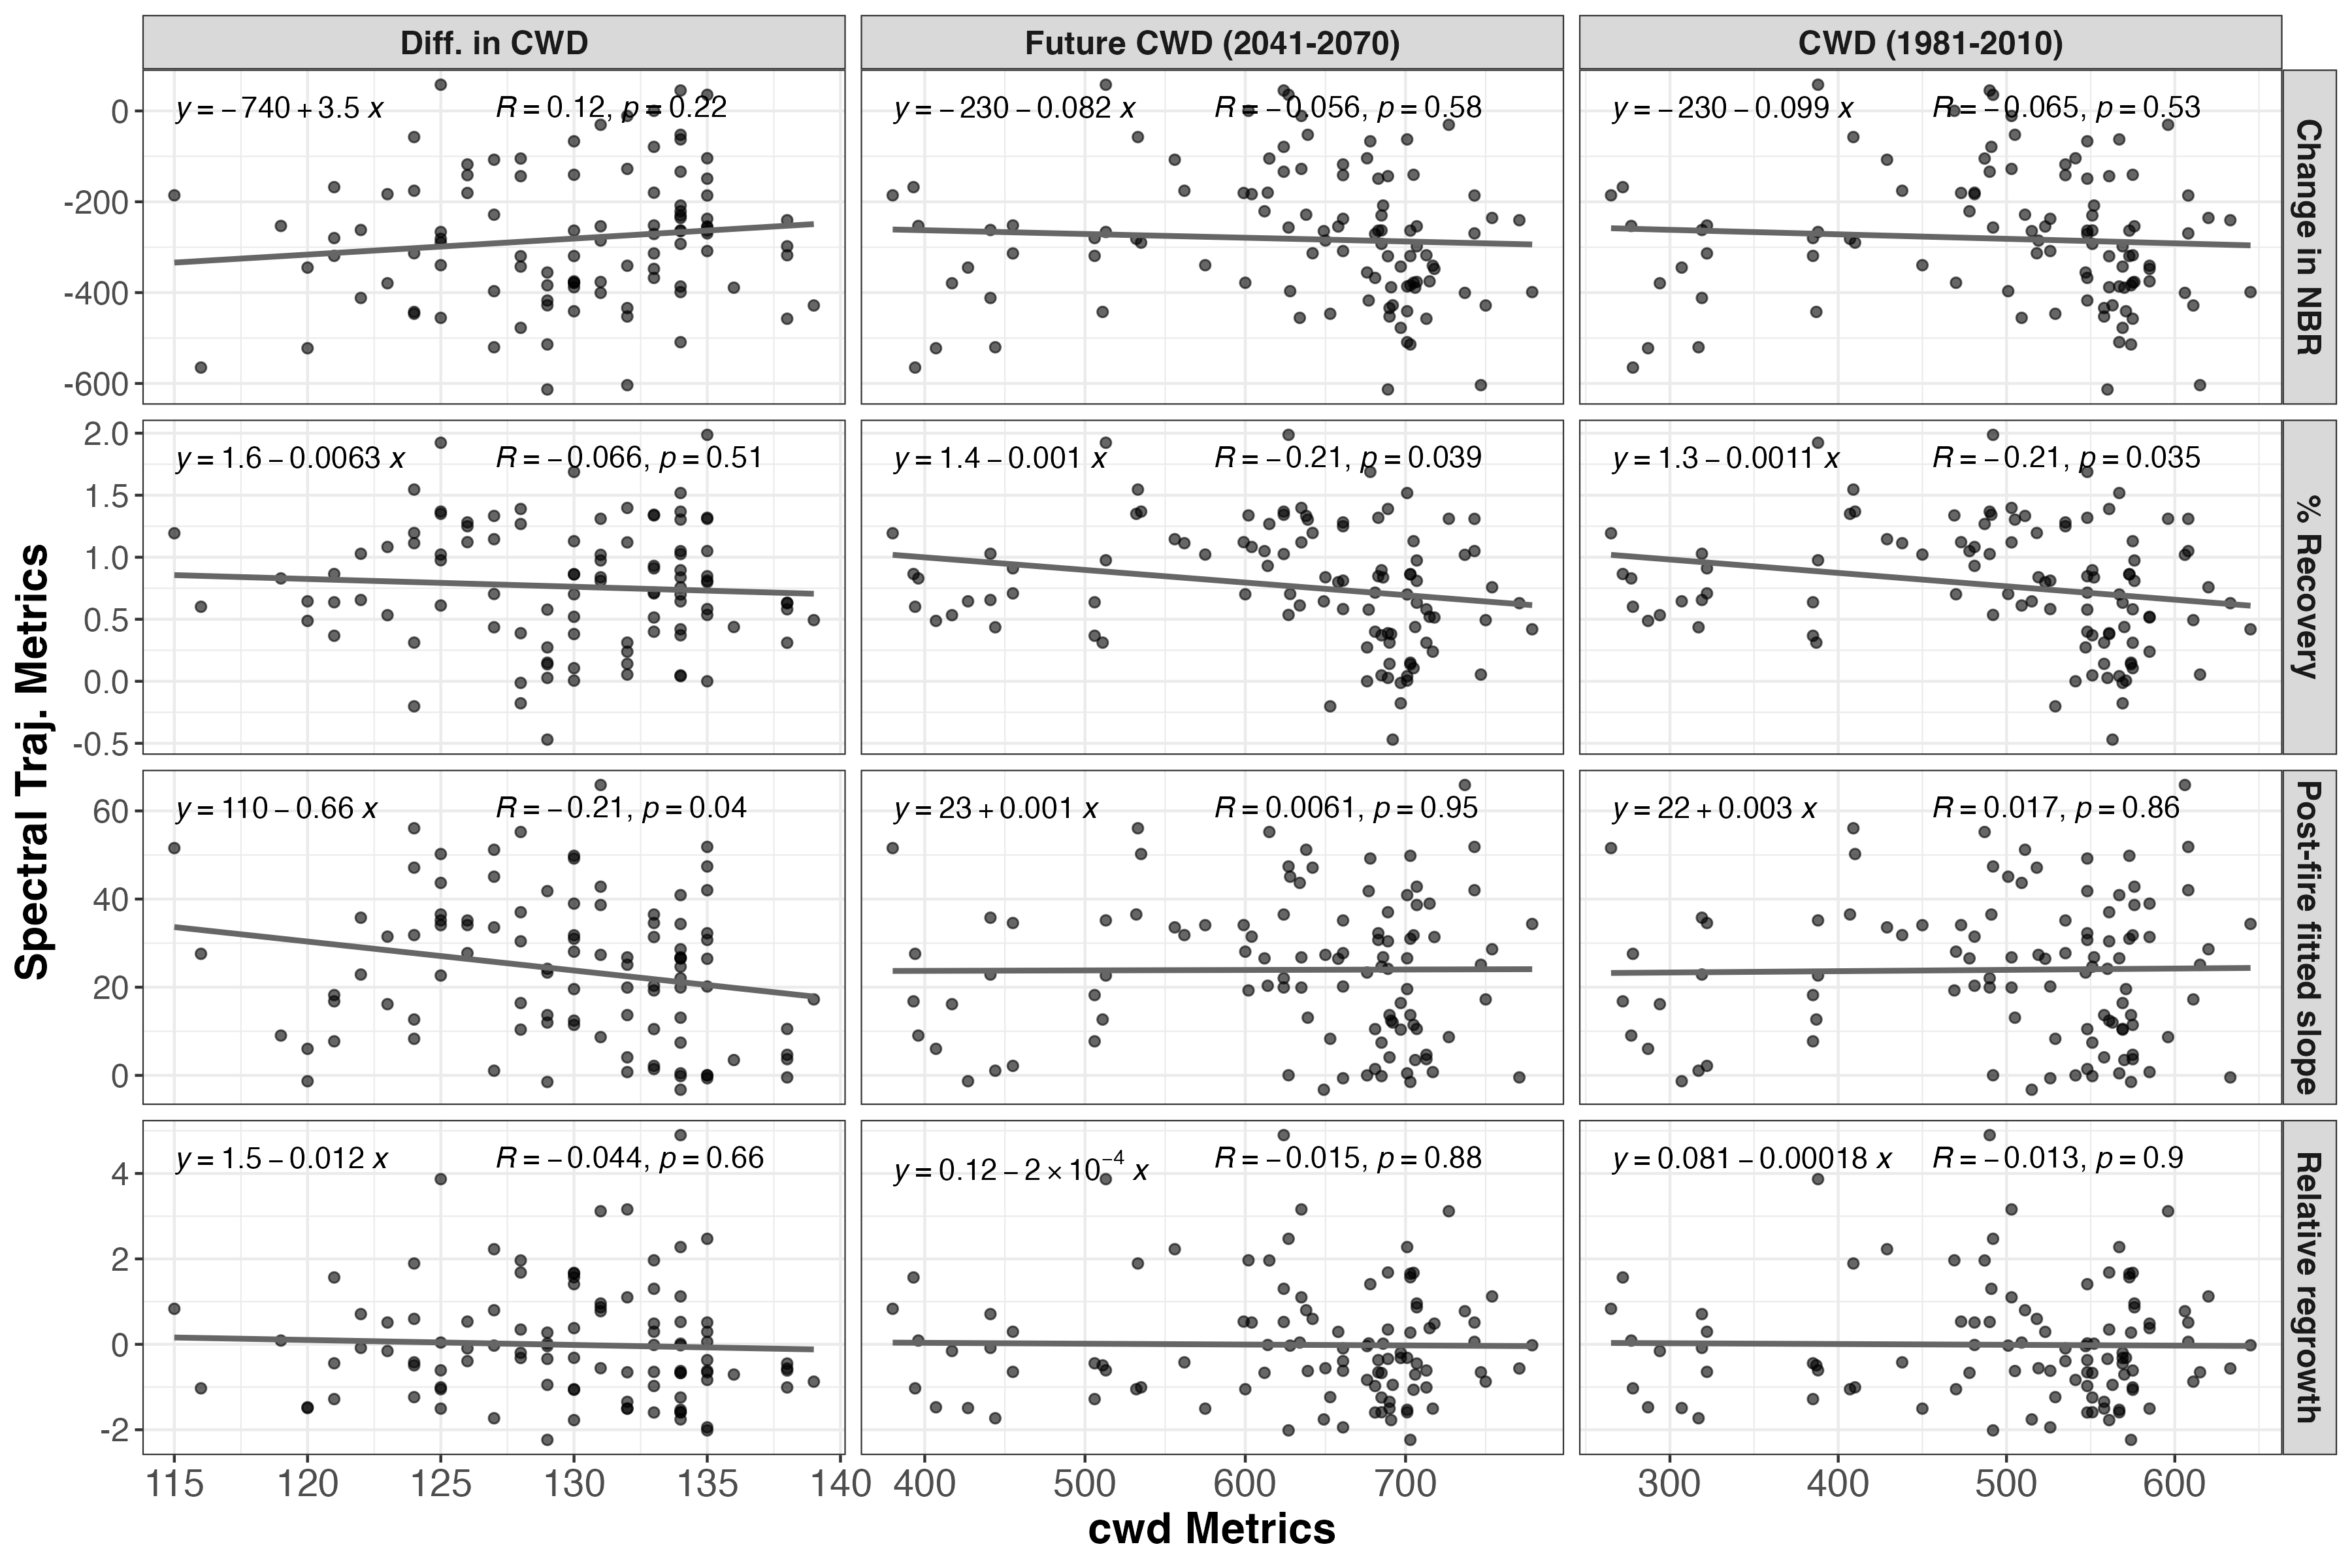 Diff. in CWD
Future CWD (2041-2070)
CWD (1981-2010)
Spectral Traj. Metrics
0
-200
-400
-600
y = −740 + 3.5 x
R = 0.12, p = 0.22
y = −230 − 0.082 x
R = −0.056, p = 0.58
y = −230 − 0.099 x
R = −0.065, p = 0.53
Change in NBR
2.0
1.5
1.0
0.5
0.0
-0.5
y = 1.6 − 0.0063 x
R = −0.066, p = 0.51
y = 1.4 − 0.001 x
R = −0.21, p = 0.039
y = 1.3 − 0.0011 x
R = −0.21, p = 0.035
% Recovery
60
40
20
0
y = 110 − 0.66 x
R = −0.21, p = 0.04
y = 23 + 0.001 x
R = 0.0061, p = 0.95
y = 22 + 0.003 x
R = 0.017, p = 0.86
Post-fire fitted slope
4
2
0
-2
y = 1.5 − 0.012 x
R = −0.044, p = 0.66
y = 0.12 − 2 × 10⁻⁴ x
R = −0.015, p = 0.88
y = 0.081 − 0.00018 x
R = −0.013, p = 0.9
Relative regrowth
115 120 125 130 135 140
400 500 600 700
300 400 500 600
cwd Metrics